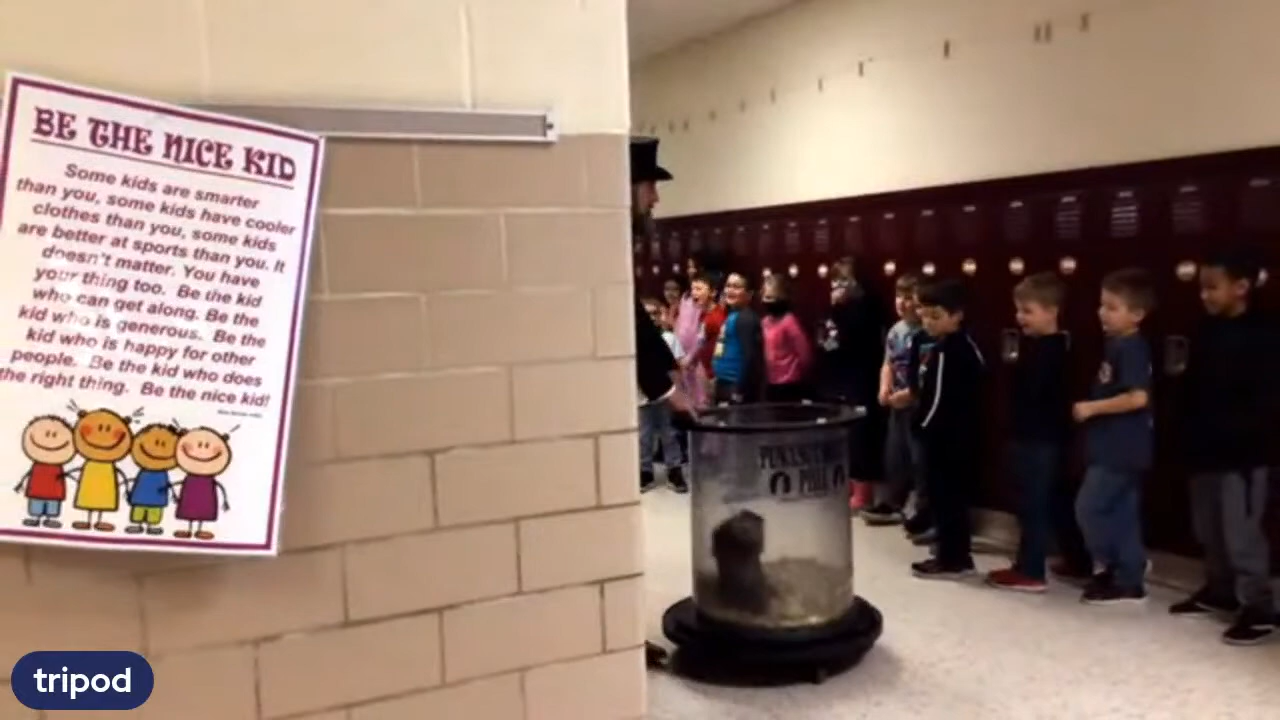 BE THE NICE KID
Some kids are smarter
than you, some kids have cooler
clothes than you, some kids
are better at sports than you. It
doesn't matter. You have
your thing too. Be the kid
who can get along. Be the
kid who is generous. Be the
kid who is happy for other
people. Be the kid who does
the right thing. Be the nice kid!
PHIL
tripod